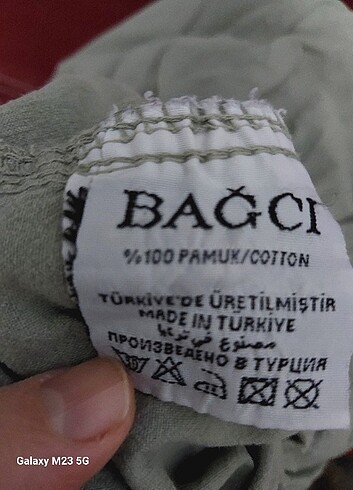 BAĞCI
%100 PAMUK/COTTON
TÜRKİYE'DE ÜRETİLMİŞTİR
MADE IN TÜRKİYE
مصنوع في تركيا
ПРОИЗВЕДЕНО В ТУРЦИЯ
Galaxy M23 5G